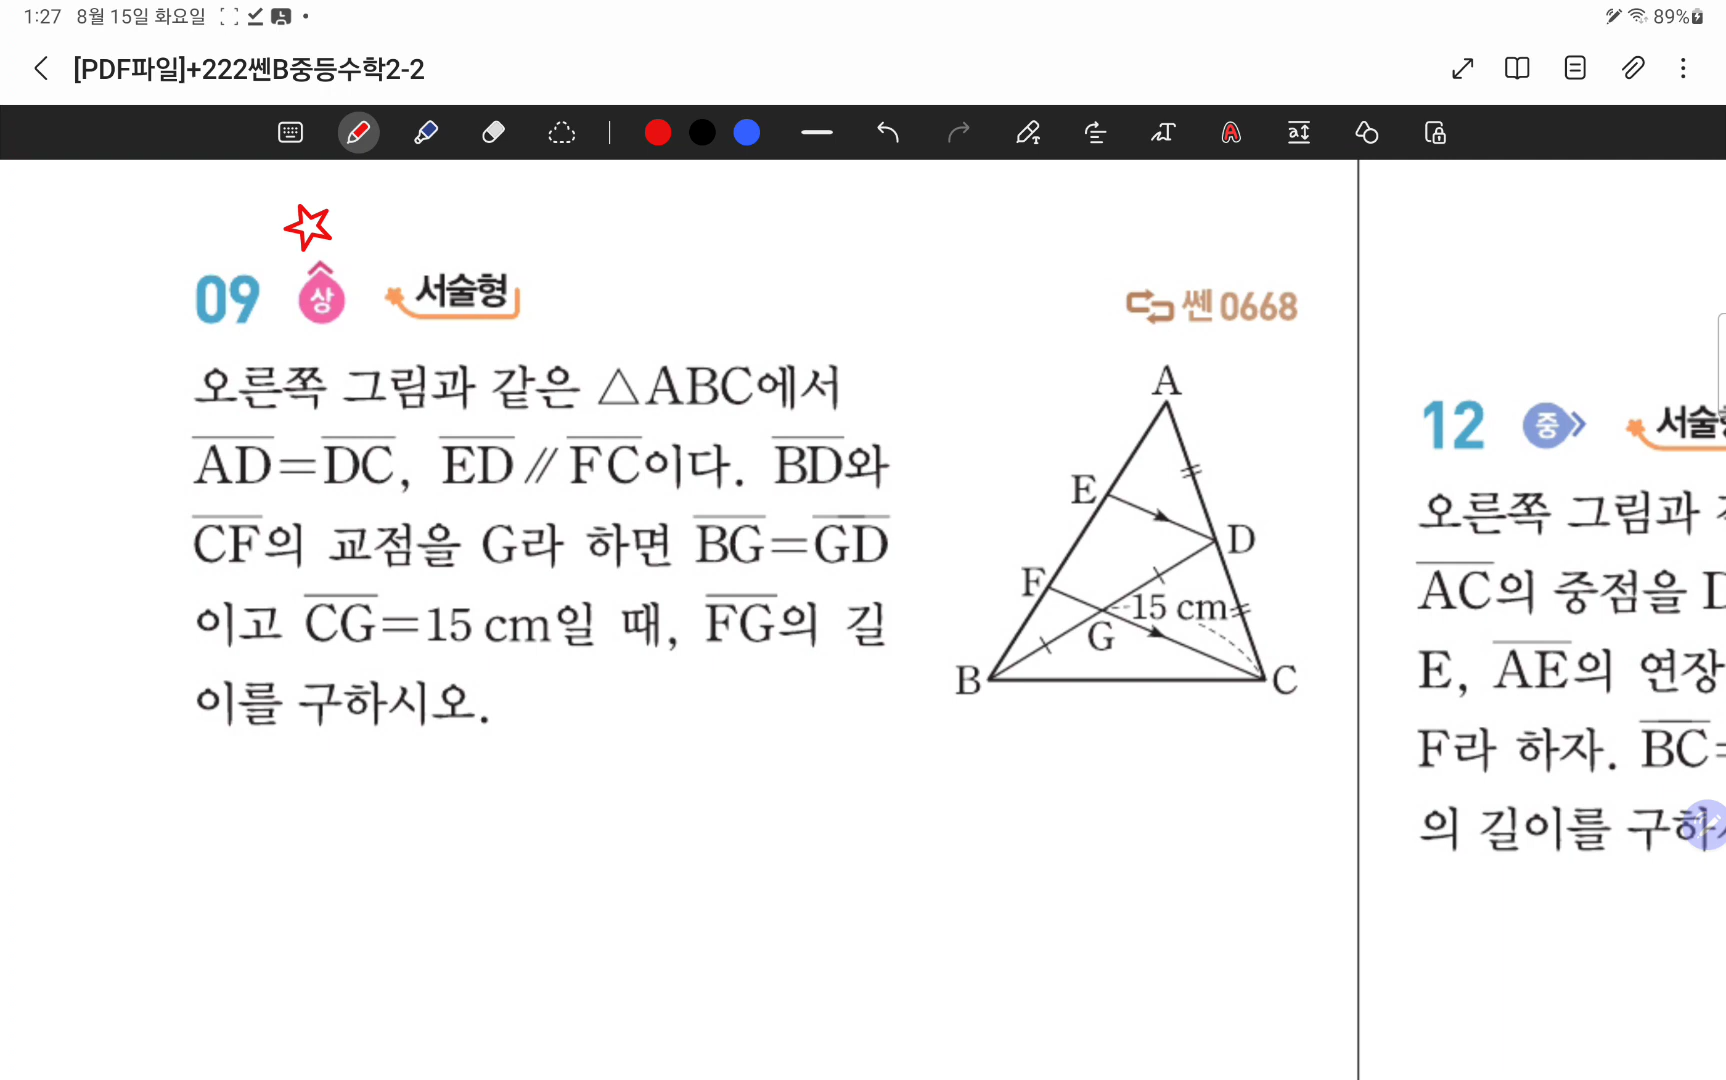 1:27 8월 15일 화요일
89%
[PDF파일]+222쎈B중등수학2-2
09 상 서술형
쎈 0668
오른쪽 그림과 같은 △ABC에서
AD=DC, ED∥FC이다. BD와
CF의 교점을 G라 하면 BG=GD
이고 CG=15 cm일 때, FG의 길
이를 구하시오.
A
E
D
F
15 cm
G
B
C
12 중 서술
오른쪽 그림과
AC의 중점을 D
E, AE의 연장
F라 하자. BC=
의 길이를 구하